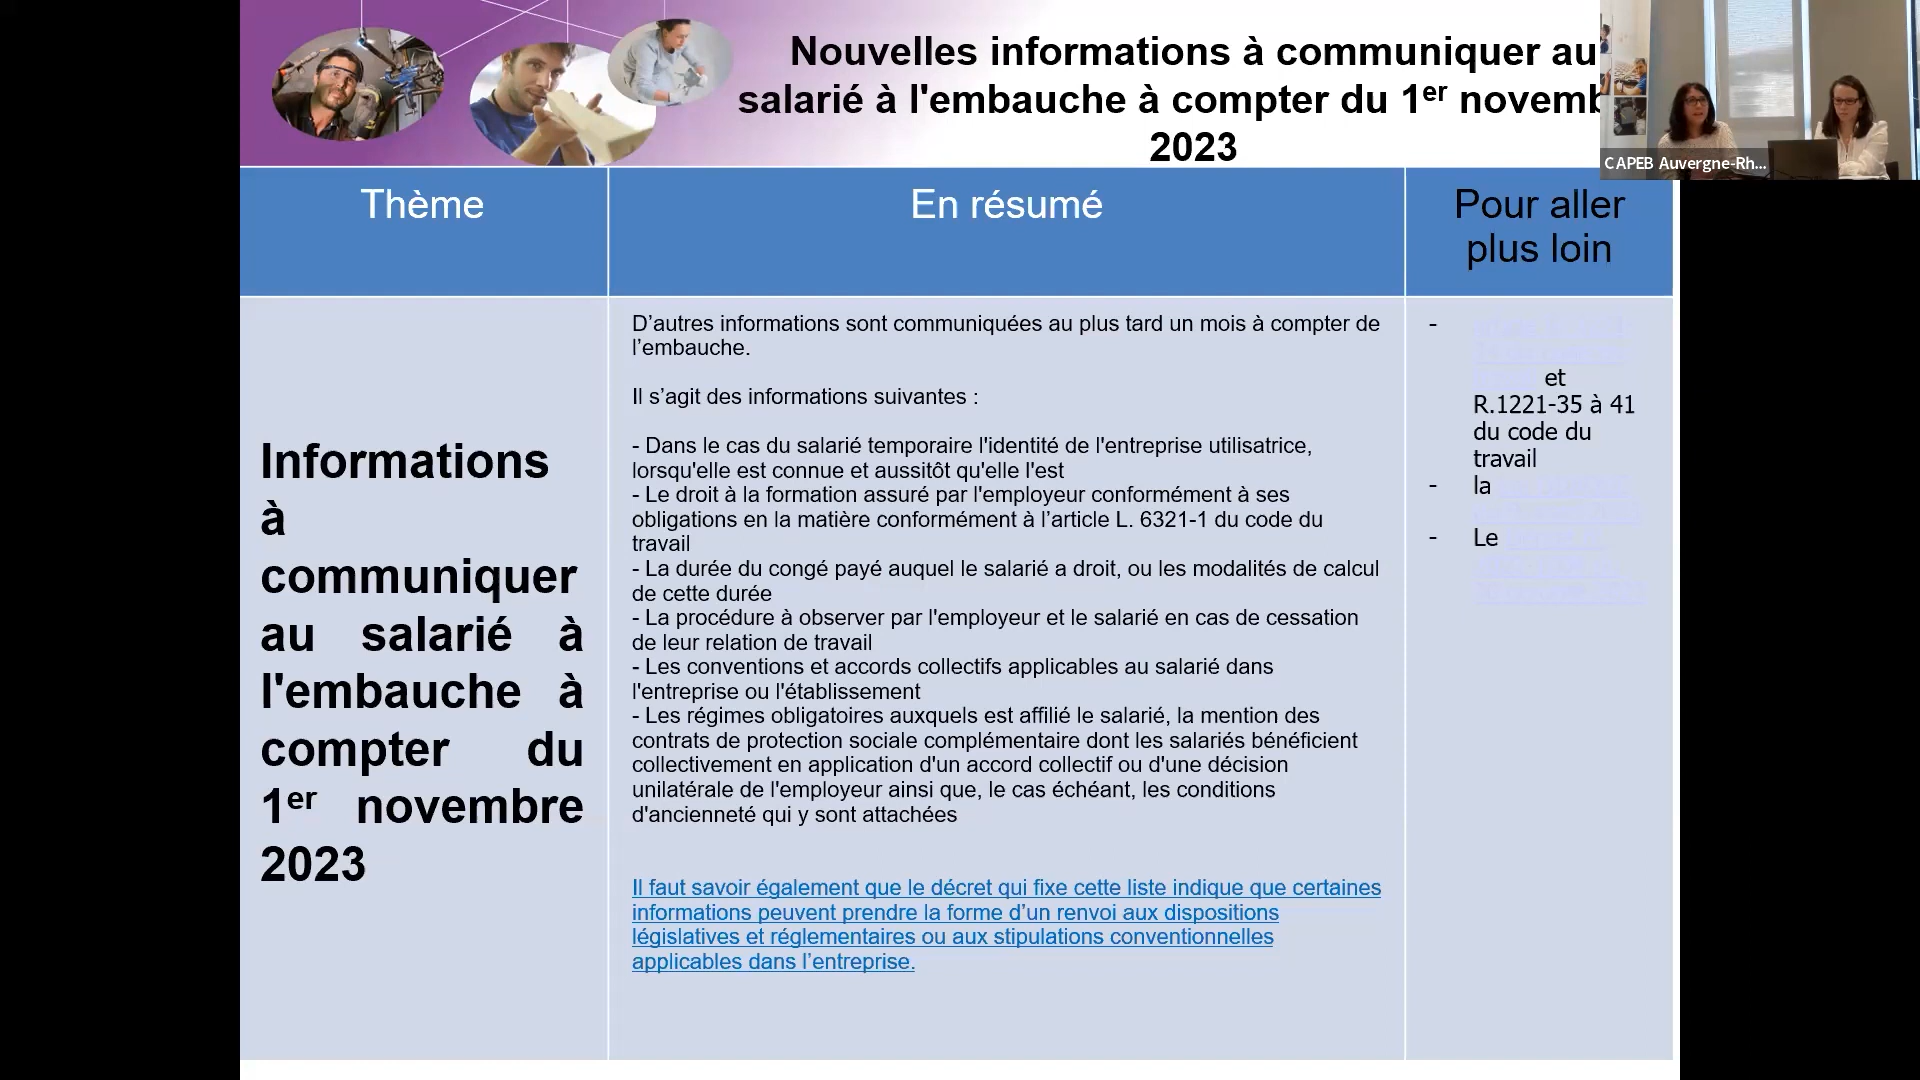 Nouvelles informations à communiquer au
salarié à l'embauche à compter du 1er novemb
2023
CAPEB Auvergne-Rh...
Thème
En résumé
Pour aller
plus loin
Informations
à
communiquer
au salarié à
l'embauche à
compter du
1er novembre
2023
D’autres informations sont communiquées au plus tard un mois à compter de
l’embauche.
Il s’agit des informations suivantes :
- Dans le cas du salarié temporaire l'identité de l'entreprise utilisatrice,
lorsqu'elle est connue et aussitôt qu'elle l'est
- Le droit à la formation assuré par l'employeur conformément à ses
obligations en la matière conformément à l’article L. 6321-1 du code du
travail
- La durée du congé payé auquel le salarié a droit, ou les modalités de calcul
de cette durée
- La procédure à observer par l'employeur et le salarié en cas de cessation
de leur relation de travail
- Les conventions et accords collectifs applicables au salarié dans
l'entreprise ou l'établissement
- Les régimes obligatoires auxquels est affilié le salarié, la mention des
contrats de protection sociale complémentaire dont les salariés bénéficient
collectivement en application d'un accord collectif ou d'une décision
unilatérale de l'employeur ainsi que, le cas échéant, les conditions
d'ancienneté qui y sont attachées
Il faut savoir également que le décret qui fixe cette liste indique que certaines
informations peuvent prendre la forme d’un renvoi aux dispositions
législatives et réglementaires ou aux stipulations conventionnelles
applicables dans l’entreprise.
-
et
R.1221-35 à 41
du code du
travail
- la
- Le